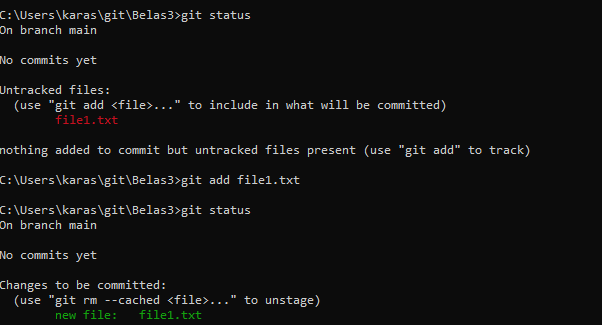 C:\Users\karas\git\Belas3>git status
On branch main

No commits yet

Untracked files:
  (use "git add <file>..." to include in what will be committed)
        file1.txt

nothing added to commit but untracked files present (use "git add" to track)

C:\Users\karas\git\Belas3>git add file1.txt

C:\Users\karas\git\Belas3>git status
On branch main

No commits yet

Changes to be committed:
  (use "git rm --cached <file>..." to unstage)
        new file:   file1.txt